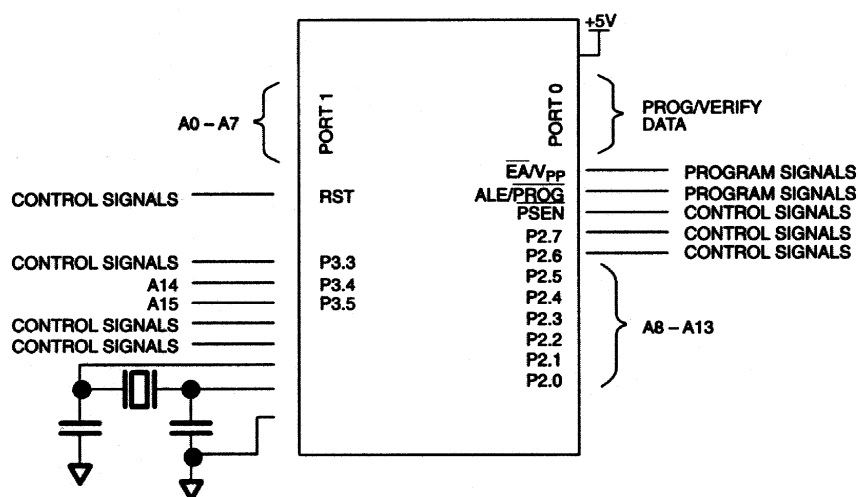 +5V
A0 – A7
PORT 1
PORT 0
PROG/VERIFY
DATA
EA/VPP
PROGRAM SIGNALS
CONTROL SIGNALS
RST
ALE/PROG
PROGRAM SIGNALS
PSEN
CONTROL SIGNALS
P2.7
CONTROL SIGNALS
CONTROL SIGNALS
P3.3
P2.6
CONTROL SIGNALS
A14
P3.4
P2.5
A15
P3.5
P2.4
CONTROL SIGNALS
P2.3
A8 – A13
CONTROL SIGNALS
P2.2
P2.1
P2.0